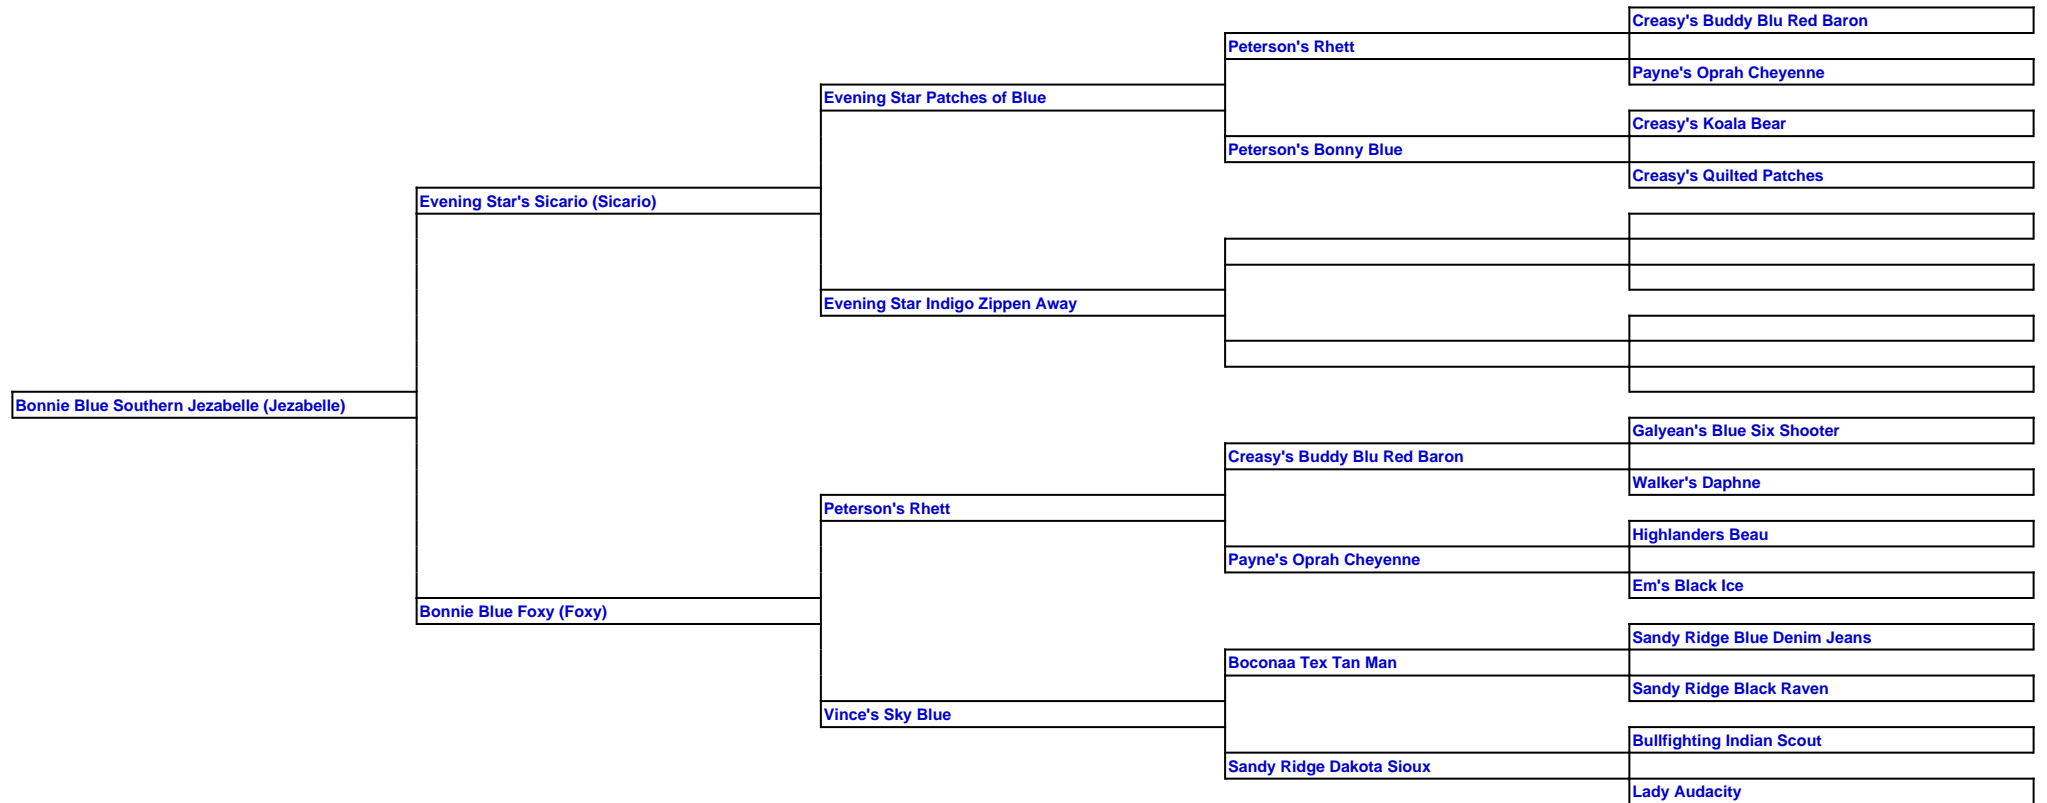 Creasy's Buddy Blu Red Baron
Peterson's Rhett
Payne's Oprah Cheyenne
Evening Star Patches of Blue
Creasy's Koala Bear
Peterson's Bonny Blue
Creasy's Quilted Patches
Evening Star's Sicario (Sicario)
Evening Star Indigo Zippen Away
Bonnie Blue Southern Jezabelle (Jezabelle)
Galyean's Blue Six Shooter
Creasy's Buddy Blu Red Baron
Walker's Daphne
Peterson's Rhett
Highlanders Beau
Payne's Oprah Cheyenne
Em's Black Ice
Bonnie Blue Foxy (Foxy)
Sandy Ridge Blue Denim Jeans
Boconaa Tex Tan Man
Sandy Ridge Black Raven
Vince's Sky Blue
Bullfighting Indian Scout
Sandy Ridge Dakota Sioux
Lady Audacity